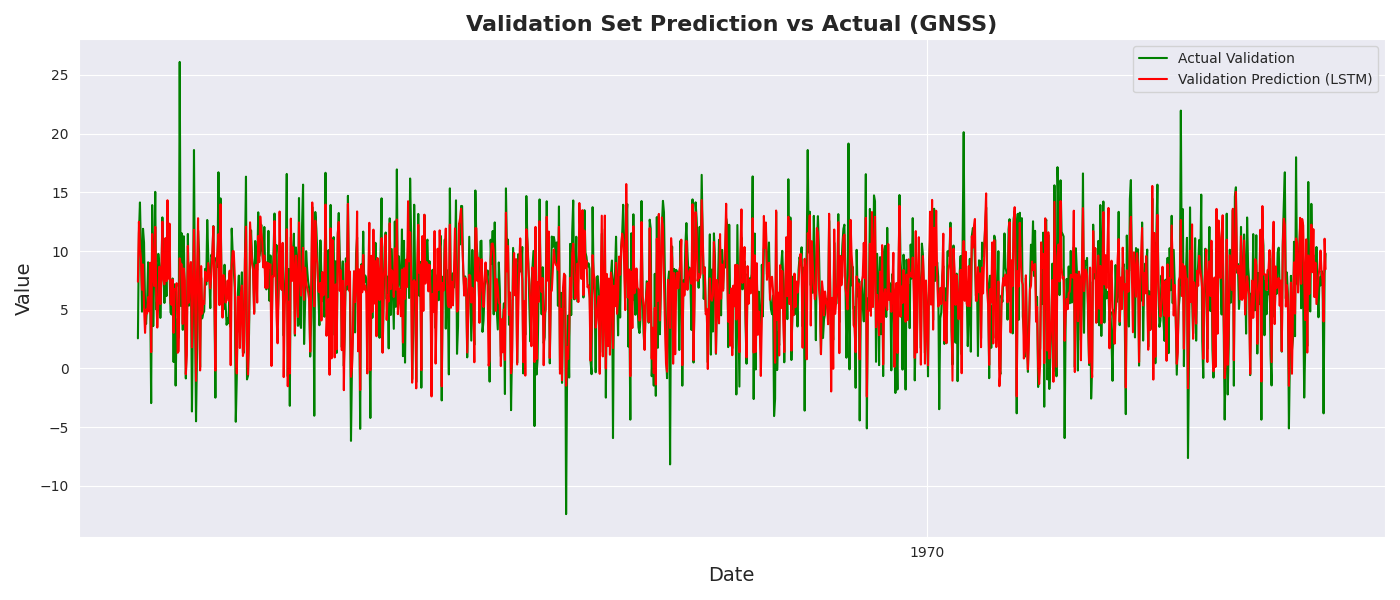 Validation Set Prediction vs Actual (GNSS)
Actual Validation
Validation Prediction (LSTM)
Value
25
20
15
10
5
0
−5
−10
1970
Date